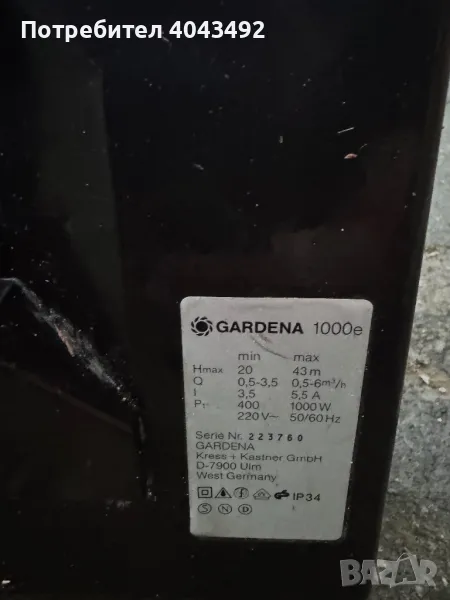 Потребител 4043492
GARDENA 1000e
min max
Hmax 20 43 m
Q 0,5-3,5 0,5-6m³/h
I 3,5 5,5 A
P₁ 400 1000 W
220V~ 50/60 Hz
Serie Nr. 223760
GARDENA
Kress + Kastner GmbH
D-7900 Ulm
West Germany
IP34
S N D
BAZAR